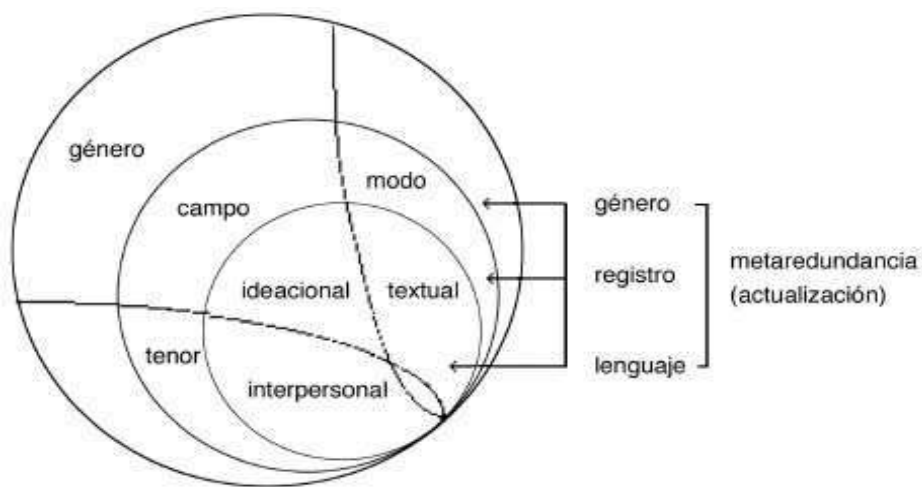 género
modo
campo
género
registro
metaredundancia
(actualización)
ideacional
textual
tenor
lenguaje
interpersonal